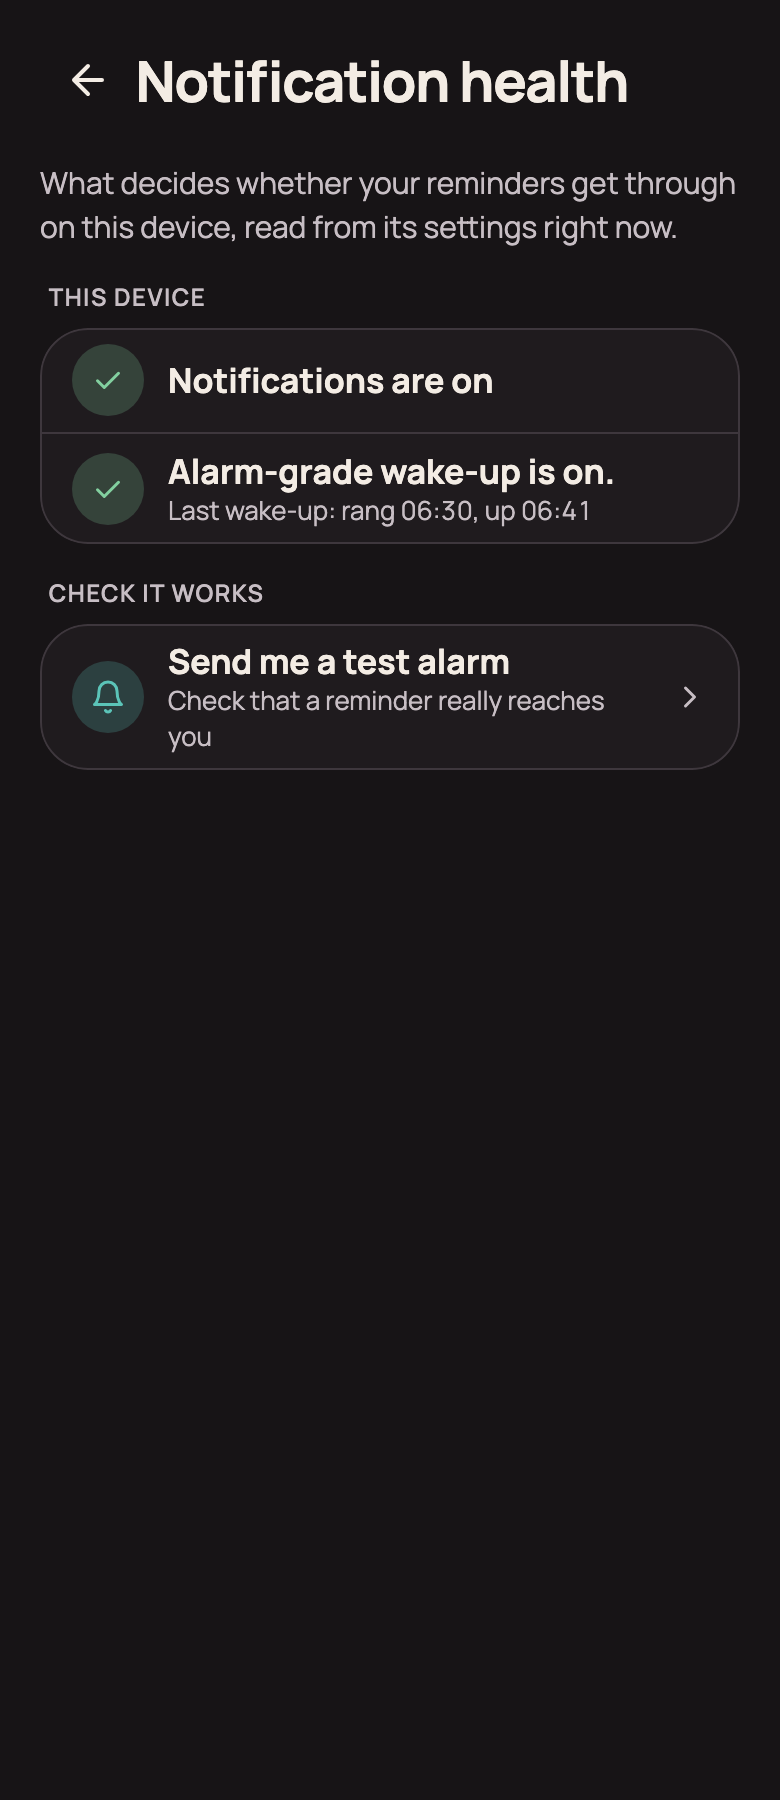 Notification health
What decides whether your reminders get through
on this device, read from its settings right now.
THIS DEVICE
Notifications are on
Alarm-grade wake-up is on.
Last wake-up: rang 06:30, up 06:41
CHECK IT WORKS
Send me a test alarm
Check that a reminder really reaches
you